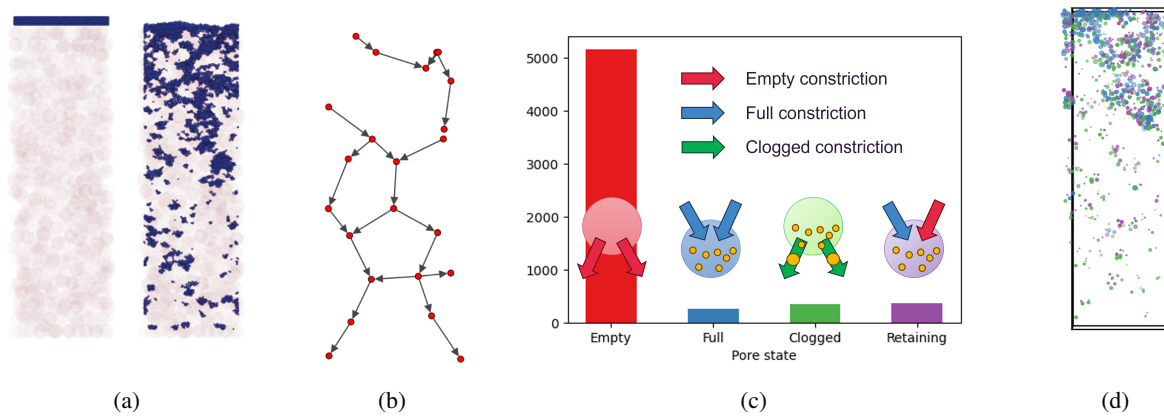 5000
4000
3000
2000
1000
0
Empty constriction
Full constriction
Clogged constriction
Empty Full Clogged Retaining
Pore state
(a) (b) (c) (d)